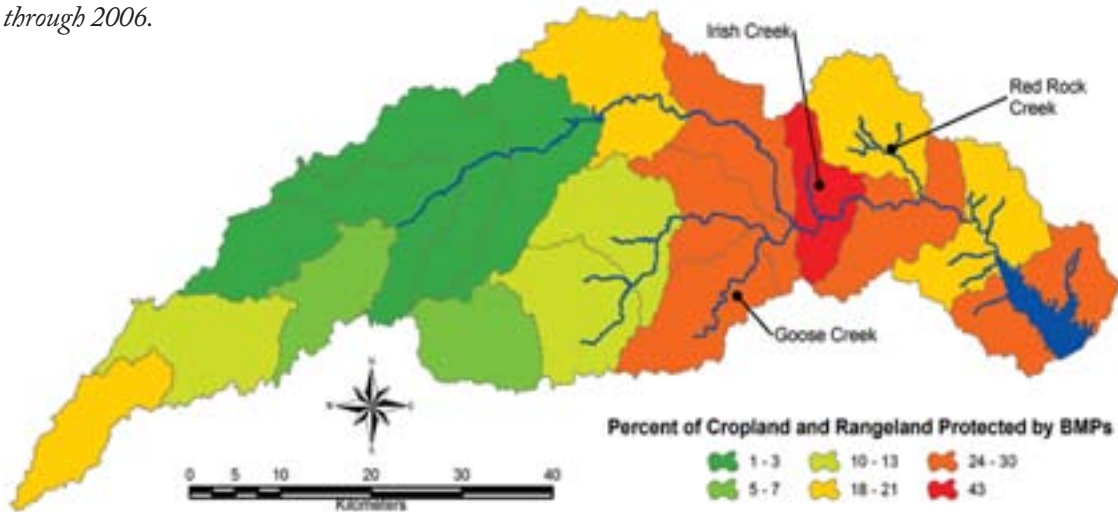 through 2006.
Irish Creek
Red Rock
Creek
Goose Creek
N
W
E
S
0 5 10 20 30 40
Kilometers
Percent of Cropland and Rangeland Protected by BMPs
1 - 3 10 - 13 24 - 30
5 - 7 18 - 21 43